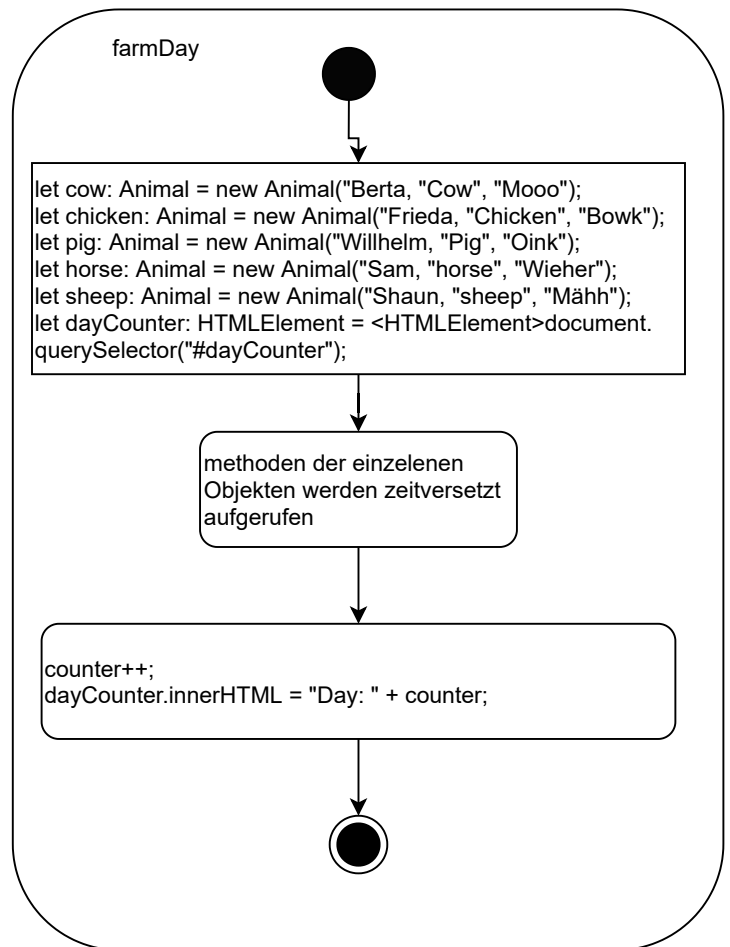 farmDay
let cow: Animal = new Animal("Berta, "Cow", "Mooo");
let chicken: Animal = new Animal("Frieda, "Chicken", "Bowk");
let pig: Animal = new Animal("Willhelm, "Pig", "Oink");
let horse: Animal = new Animal("Sam, "horse", "Wieher");
let sheep: Animal = new Animal("Shaun, "sheep", "Mähh");
let dayCounter: HTMLElement = <HTMLElement>document.
querySelector("#dayCounter");
methoden der einzelenen
Objekten werden zeitversetzt
aufgerufen
counter++;
dayCounter.innerHTML = "Day: " + counter;